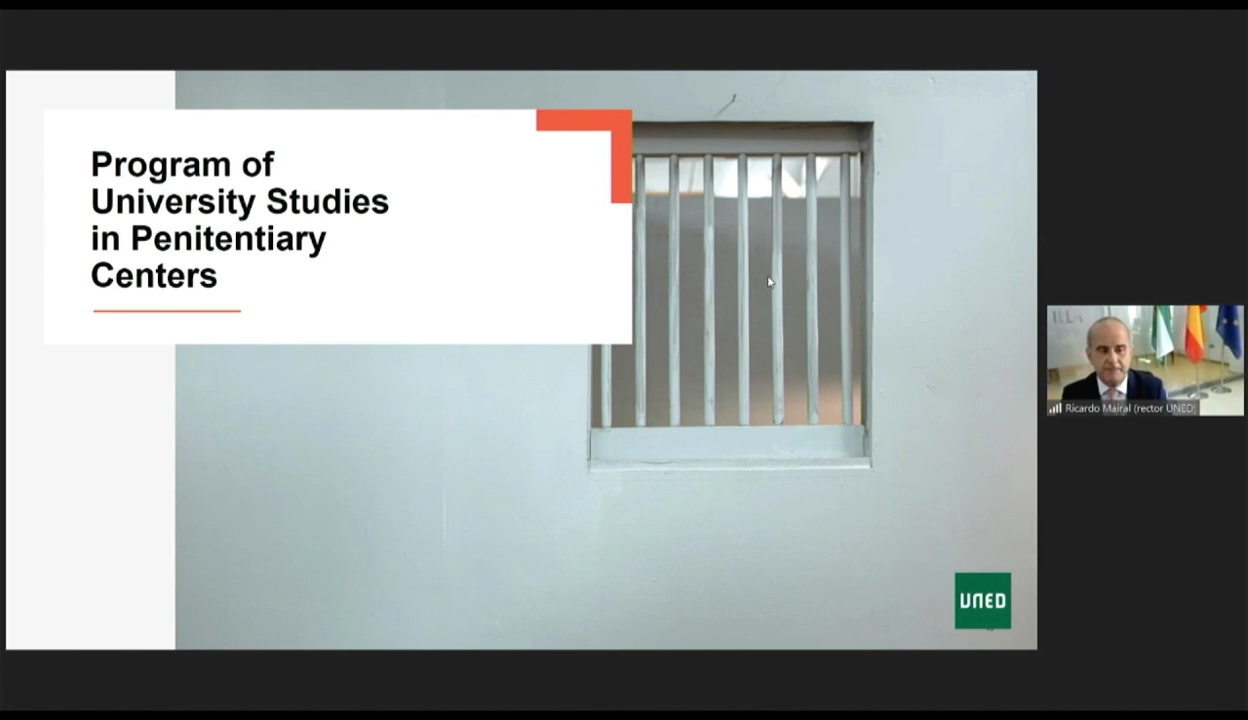 Program of
University Studies
in Penitentiary
Centers
Ricardo Mairal (rector UNED)
UNED